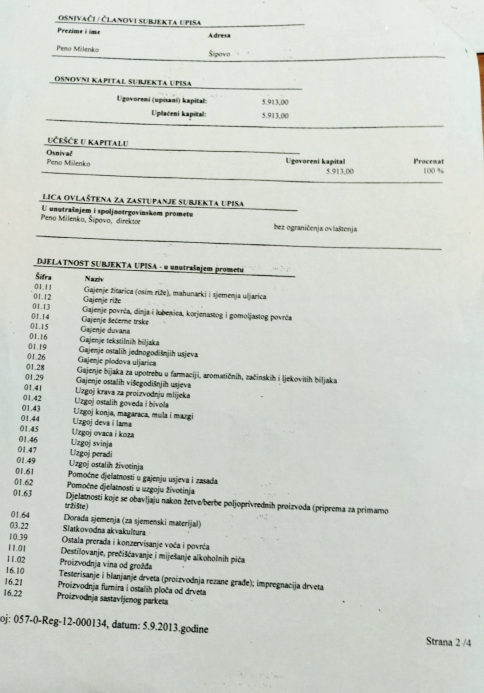 OSNIVAČI / ČLANOVI SUBJEKTA UPISA
Prezime i ime Adresa
Peno Milenko Šipovo
OSNOVNI KAPITAL SUBJEKTA UPISA
Ugovoreni (upisani) kapital: 5.913,00
Uplaćeni kapital: 5.913,00
UČEŠĆE U KAPITALU
Osnivač Ugovoreni kapital Procenat
Peno Milenko 5.913,00 100 %
LICA OVLAŠTENA ZA ZASTUPANJE SUBJEKTA UPISA
U unutrašnjem i spoljnotrgovinskom prometu
Peno Milenko, Šipovo, direktor bez ograničenja ovlaštenja
DJELATNOST SUBJEKTA UPISA - u unutrašnjem prometu
Šifra Naziv
01.11 Gajenje žitarica (osim riže), mahunarki i sjemenja uljarica
01.12 Gajenje riže
01.13 Gajenje povrća, dinja i lubenica, korjenastog i gomoljastog povrća
01.14 Gajenje šećerne trske
01.15 Gajenje duvana
01.16 Gajenje tekstilnih biljaka
01.19 Gajenje ostalih jednogodišnjih usjeva
01.26 Gajenje plodova uljarica
01.28 Gajenje bijaka za upotrebu u farmaciji, aromatičnih, začinskih i ljekovitih biljaka
01.29 Gajenje ostalih višegodišnjih usjeva
01.41 Uzgoj krava za proizvodnju mlijeka
01.42 Uzgoj ostalih goveda i bivola
01.43 Uzgoj konja, magaraca, mula i mazgi
01.44 Uzgoj deva i lama
01.45 Uzgoj ovaca i koza
01.46 Uzgoj svinja
01.47 Uzgoj peradi
01.49 Uzgoj ostalih životinja
01.61 Pomoćne djelatnosti u gajenju usjeva i zasada
01.62 Pomoćne djelatnosti u uzgoju životinja
01.63 Djelatnosti koje se obavljaju nakon žetve/berbe poljoprivrednih proizvoda (priprema za primarno
tržište)
01.64 Dorada sjemenja (za sjemenski materijal)
03.22 Slatkovodna akvakultura
10.39 Ostala prerada i konzervisanje voća i povrća
11.01 Destilovanje, prečišćavanje i miješanje alkoholnih pića
11.02 Proizvodnja vina od grožđa
16.10 Testerisanje i blanjanje drveta (proizvodnja rezane građe); impregnacija drveta
16.21 Proizvodnja furnira i ostalih ploča od drveta
16.22 Proizvodnja sastavljenog parketa
oj: 057-0-Reg-12-000134, datum: 5.9.2013.godine
Strana 2 /4